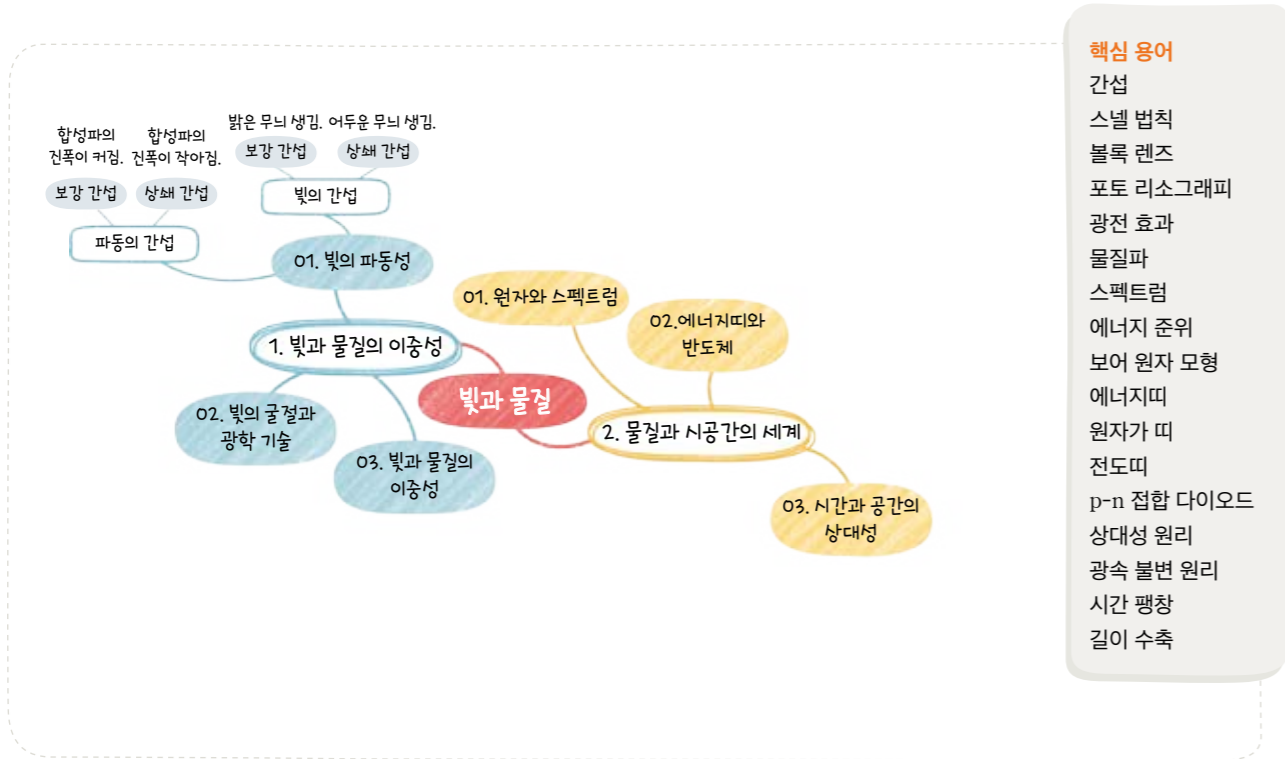 합성파의
진폭이 커짐.
합성파의
진폭이 작아짐.
보강 간섭
상쇄 간섭
파동의 간섭
밝은 무늬 생김.
어두운 무늬 생김.
보강 간섭
상쇄 간섭
빛의 간섭
01. 빛의 파동성
1. 빛과 물질의 이중성
02. 빛의 굴절과
광학 기술
03. 빛과 물질의
이중성
빛과 물질
01. 원자와 스펙트럼
02.에너지띠와
반도체
2. 물질과 시공간의 세계
03. 시간과 공간의
상대성
핵심 용어
간섭
스넬 법칙
볼록 렌즈
포토 리소그래피
광전 효과
물질파
스펙트럼
에너지 준위
보어 원자 모형
에너지띠
원자가 띠
전도띠
p-n 접합 다이오드
상대성 원리
광속 불변 원리
시간 팽창
길이 수축